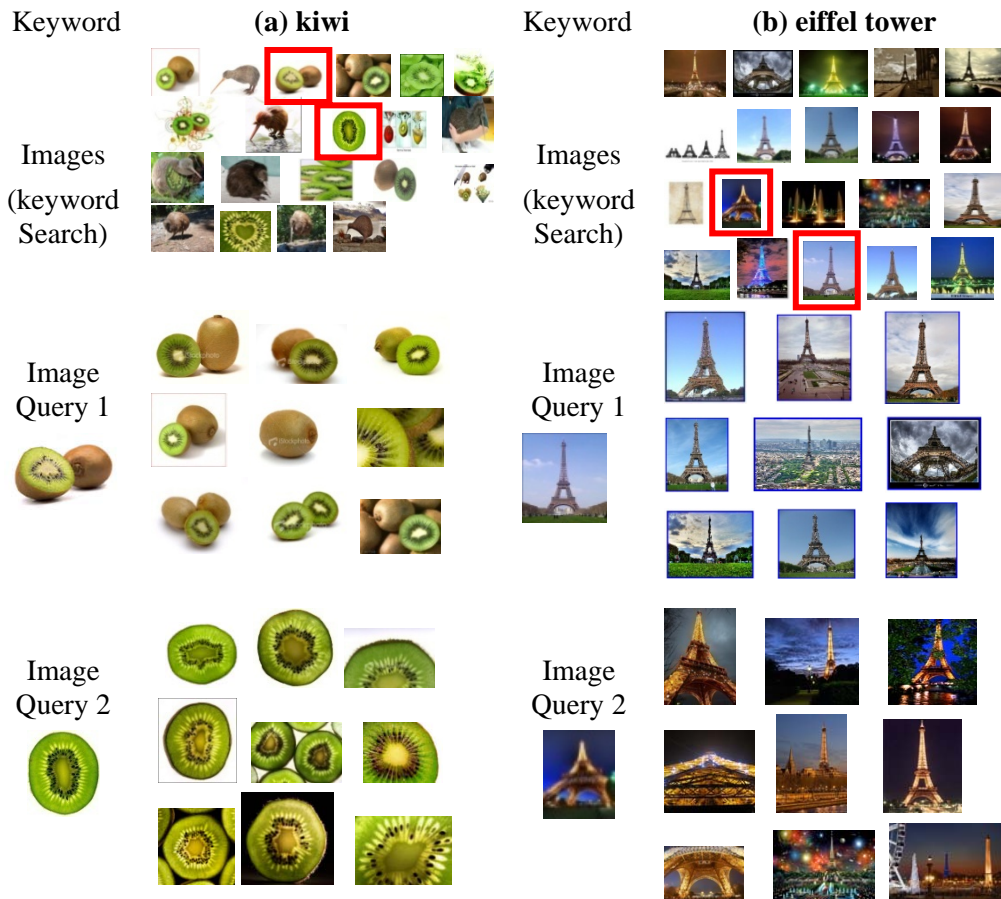 Keyword
(a) kiwi
Keyword
(b) eiffel tower
Images
(keyword
Search)
Images
(keyword
Search)
Image
Query 1
Image
Query 1
Image
Query 2
Image
Query 2